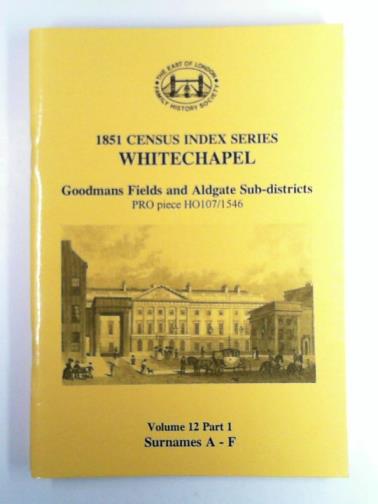 THE EAST OF LONDON
FAMILY HISTORY SOCIETY
1851 CENSUS INDEX SERIES
WHITECHAPEL
Goodmans Fields and Aldgate Sub-districts
PRO piece HO107/1546
Volume 12 Part 1
Surnames A - F